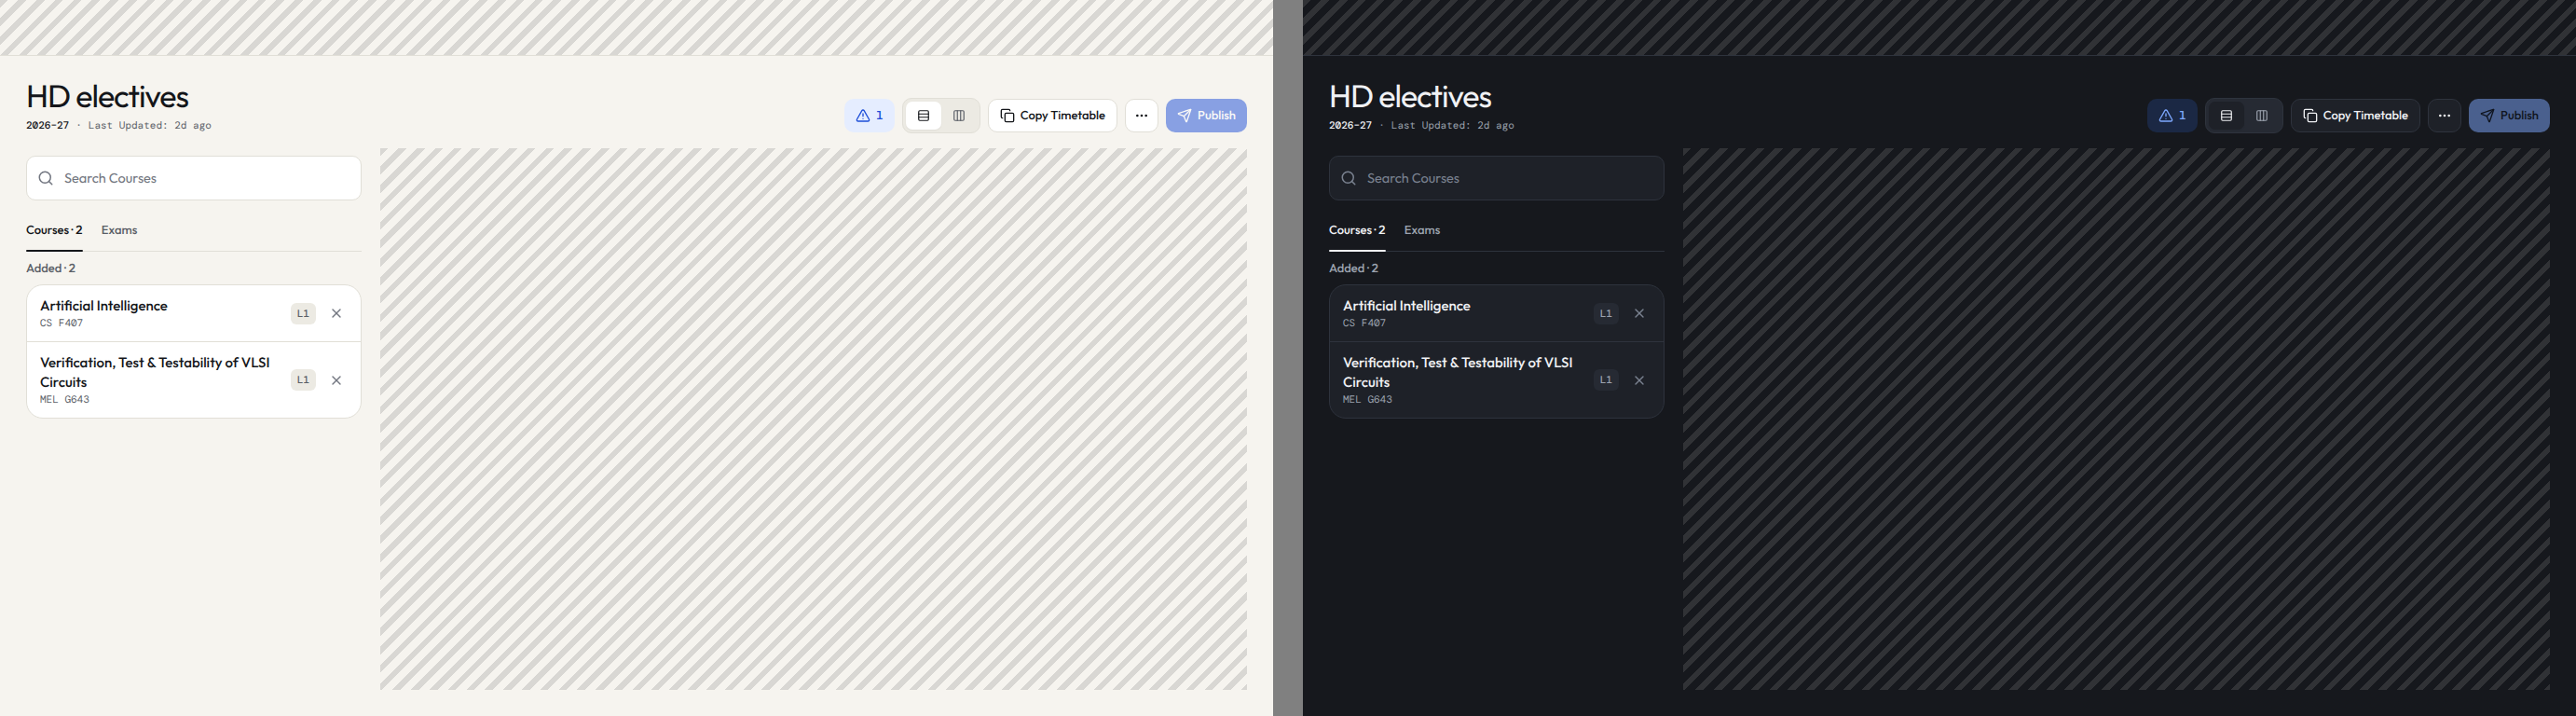 HD electives
2026-27 · Last Updated: 2d ago
1
Copy Timetable
Publish
Search Courses
Courses · 2 Exams
Added · 2
Artificial Intelligence
CS F407
L1
Verification, Test & Testability of VLSI
Circuits
MEL G643
L1
HD electives
2026-27 · Last Updated: 2d ago
1
Copy Timetable
Publish
Search Courses
Courses · 2 Exams
Added · 2
Artificial Intelligence
CS F407
L1
Verification, Test & Testability of VLSI
Circuits
MEL G643
L1